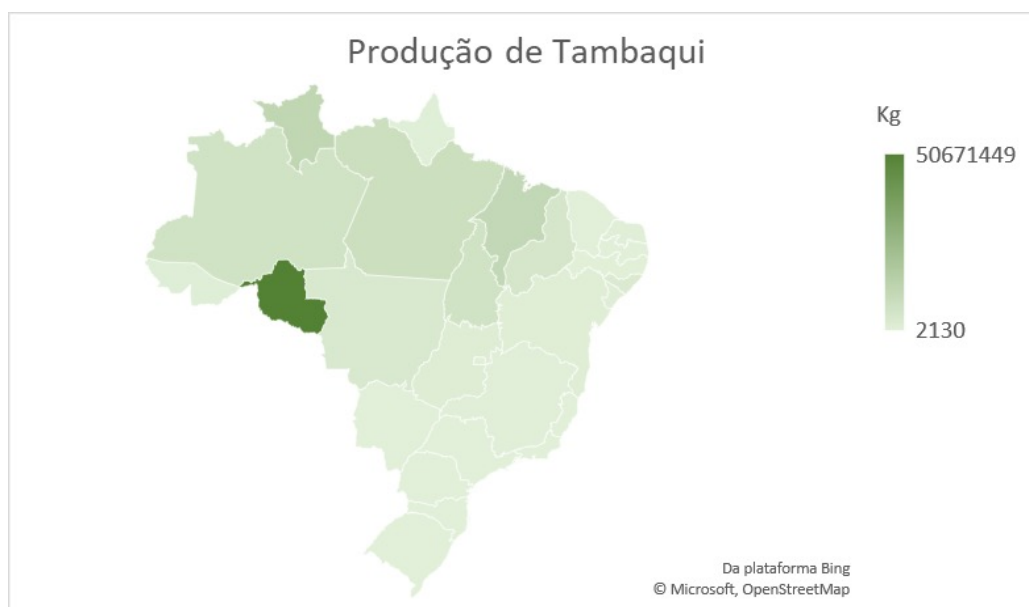 Produção de Tambaqui
Kg
50671449
2130
Da plataforma Bing
© Microsoft, OpenStreetMap